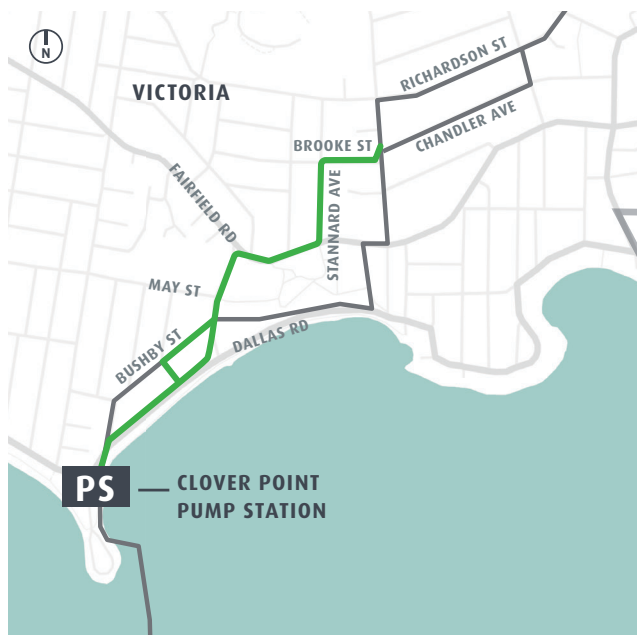 N
VICTORIA
RICHARDSON ST
CHANDLER AVE
BROOKE ST
FAIRFIELD RD
STANNARD AVE
MAY ST
BUSHBY ST
DALLAS RD
PS
CLOVER POINT
PUMP STATION